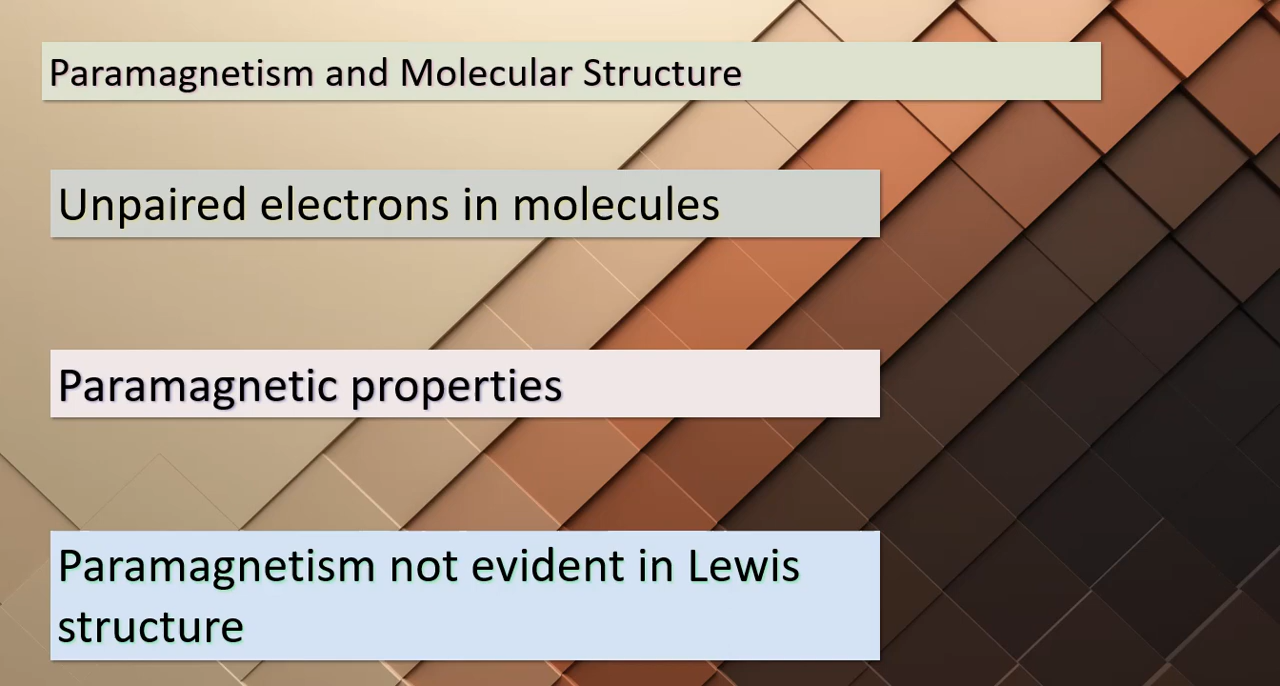 Paramagnetism and Molecular Structure
Unpaired electrons in molecules
Paramagnetic properties
Paramagnetism not evident in Lewis
structure